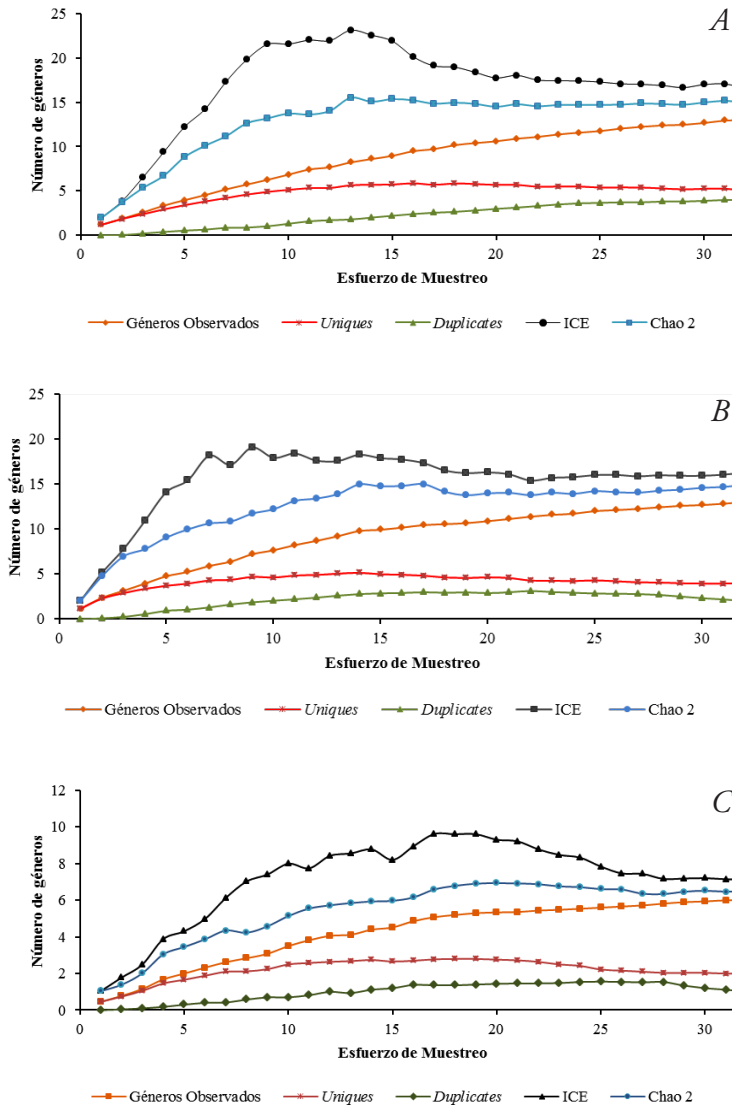 A
Número de géneros
25
20
15
10
5
0
0 5 10 15 20 25 30
Esfuerzo de Muestreo
Géneros Observados Uniques Duplicates ICE Chao 2
B
Número de géneros
25
20
15
10
5
0
0 5 10 15 20 25 30
Esfuerzo de Muestreo
Géneros Observados Uniques Duplicates ICE Chao 2
C
Número de géneros
12
10
8
6
4
2
0
0 5 10 15 20 25 30
Esfuerzo de Muestreo
Géneros Observados Uniques Duplicates ICE Chao 2